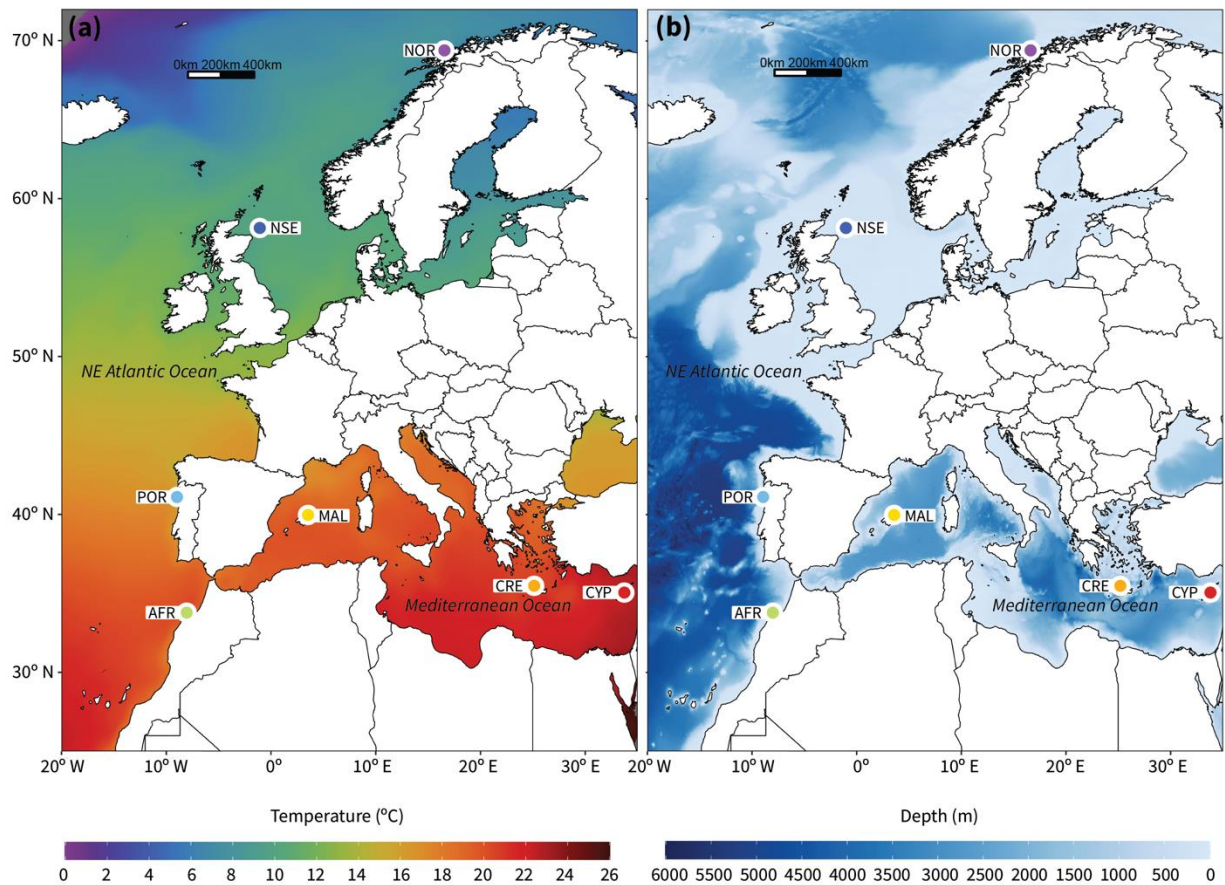 (a)
(b)
70° N
60° N
50° N
40° N
30° N
0km 200km 400km
0km 200km 400km
NOR
NOR
NSE
NSE
NE Atlantic Ocean
NE Atlantic Ocean
POR
POR
MAL
MAL
CRE
CRE
CYP
CYP
Mediterranean Ocean
Mediterranean Ocean
AFR
AFR
20° W 10° W 0° 10° E 20° E 30° E
20° W 10° W 0° 10° E 20° E 30° E
Temperature (°C)
0 2 4 6 8 10 12 14 16 18 20 22 24 26
Depth (m)
6000 5500 5000 4500 4000 3500 3000 2500 2000 1500 1000 500 0